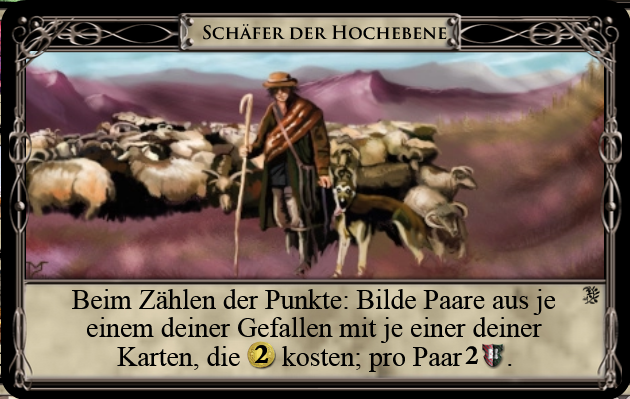 SCHÄFER DER HOCHEBENE
Beim Zählen der Punkte: Bilde Paare aus je
einem deiner Gefallen mit je einer deiner
Karten, die 2 kosten; pro Paar 2.